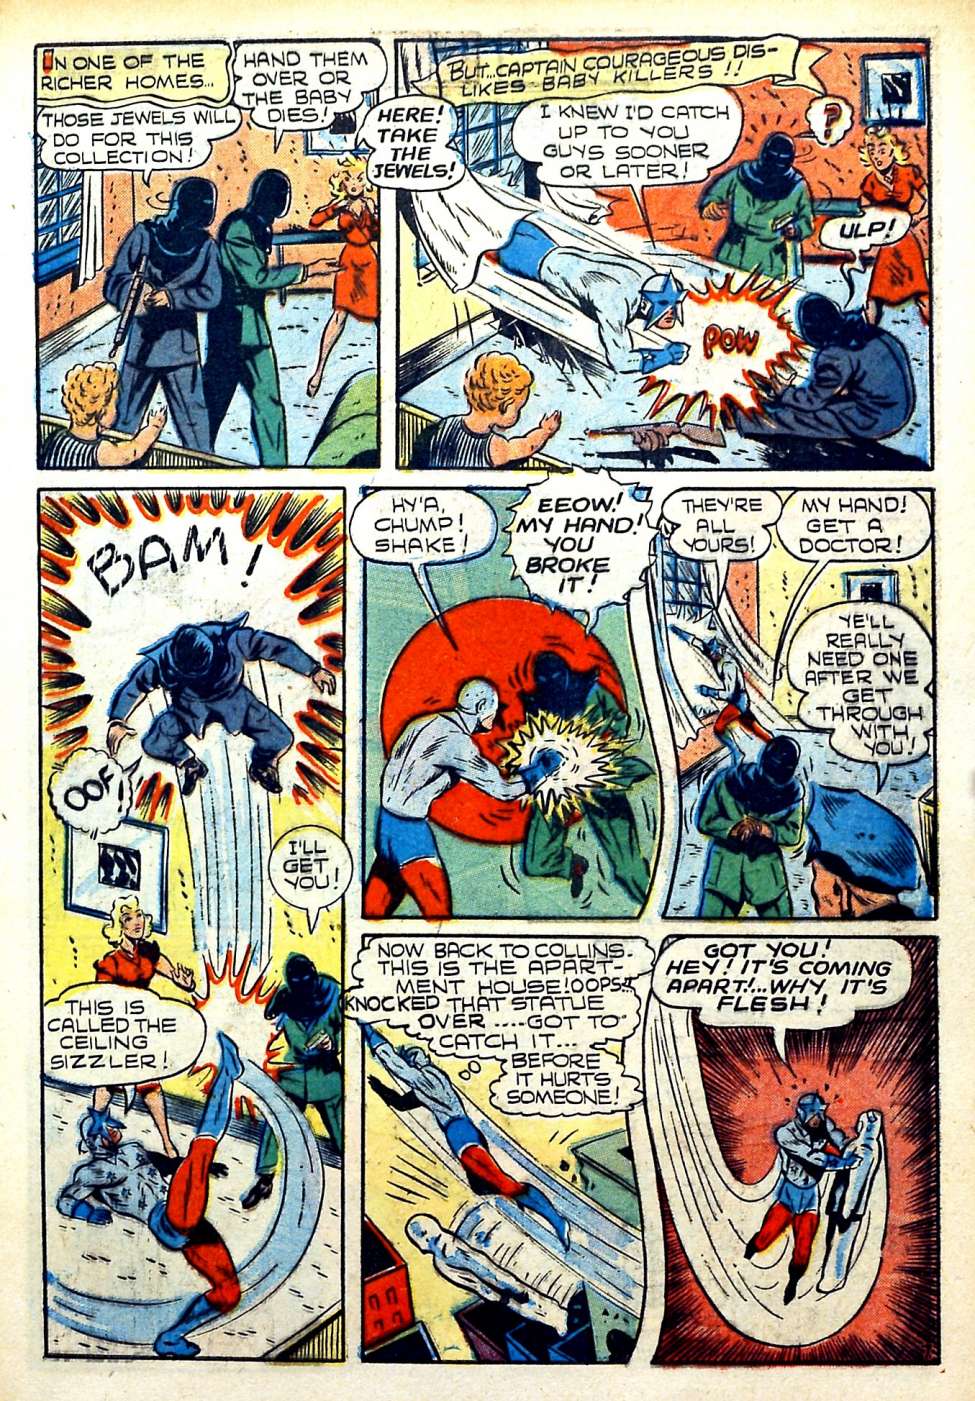 IN ONE OF THE
RICHER HOMES...
HAND THEM
OVER OR
THE BABY
DIES!
THOSE JEWELS WILL
DO FOR THIS
COLLECTION!
HERE!
TAKE
THE
JEWELS!
BUT...CAPTAIN COURAGEOUS DIS-
LIKES BABY KILLERS!!
I KNEW I'D CATCH
UP TO YOU
GUYS SOONER
OR LATER!
?
ULP!
POW
BAM!
OOF!
I'LL
GET
YOU!
THIS IS
CALLED THE
CEILING
SIZZLER!
HY'A,
CHUMP!
SHAKE!
EEOW!
MY HAND!
YOU
BROKE
IT!
THEY'RE
ALL
YOURS!
MY HAND!
GET A
DOCTOR!
YE'LL
REALLY
NEED ONE
AFTER WE
GET
THROUGH
WITH
YOU!
NOW BACK TO COLLINS.
THIS IS THE APART-
MENT HOUSE! OOPS!!
KNOCKED THAT STATUE
OVER....GOT TO
CATCH IT...
BEFORE
IT HURTS
SOMEONE!
GOT YOU!
HEY! IT'S COMING
APART!...WHY IT'S
FLESH!